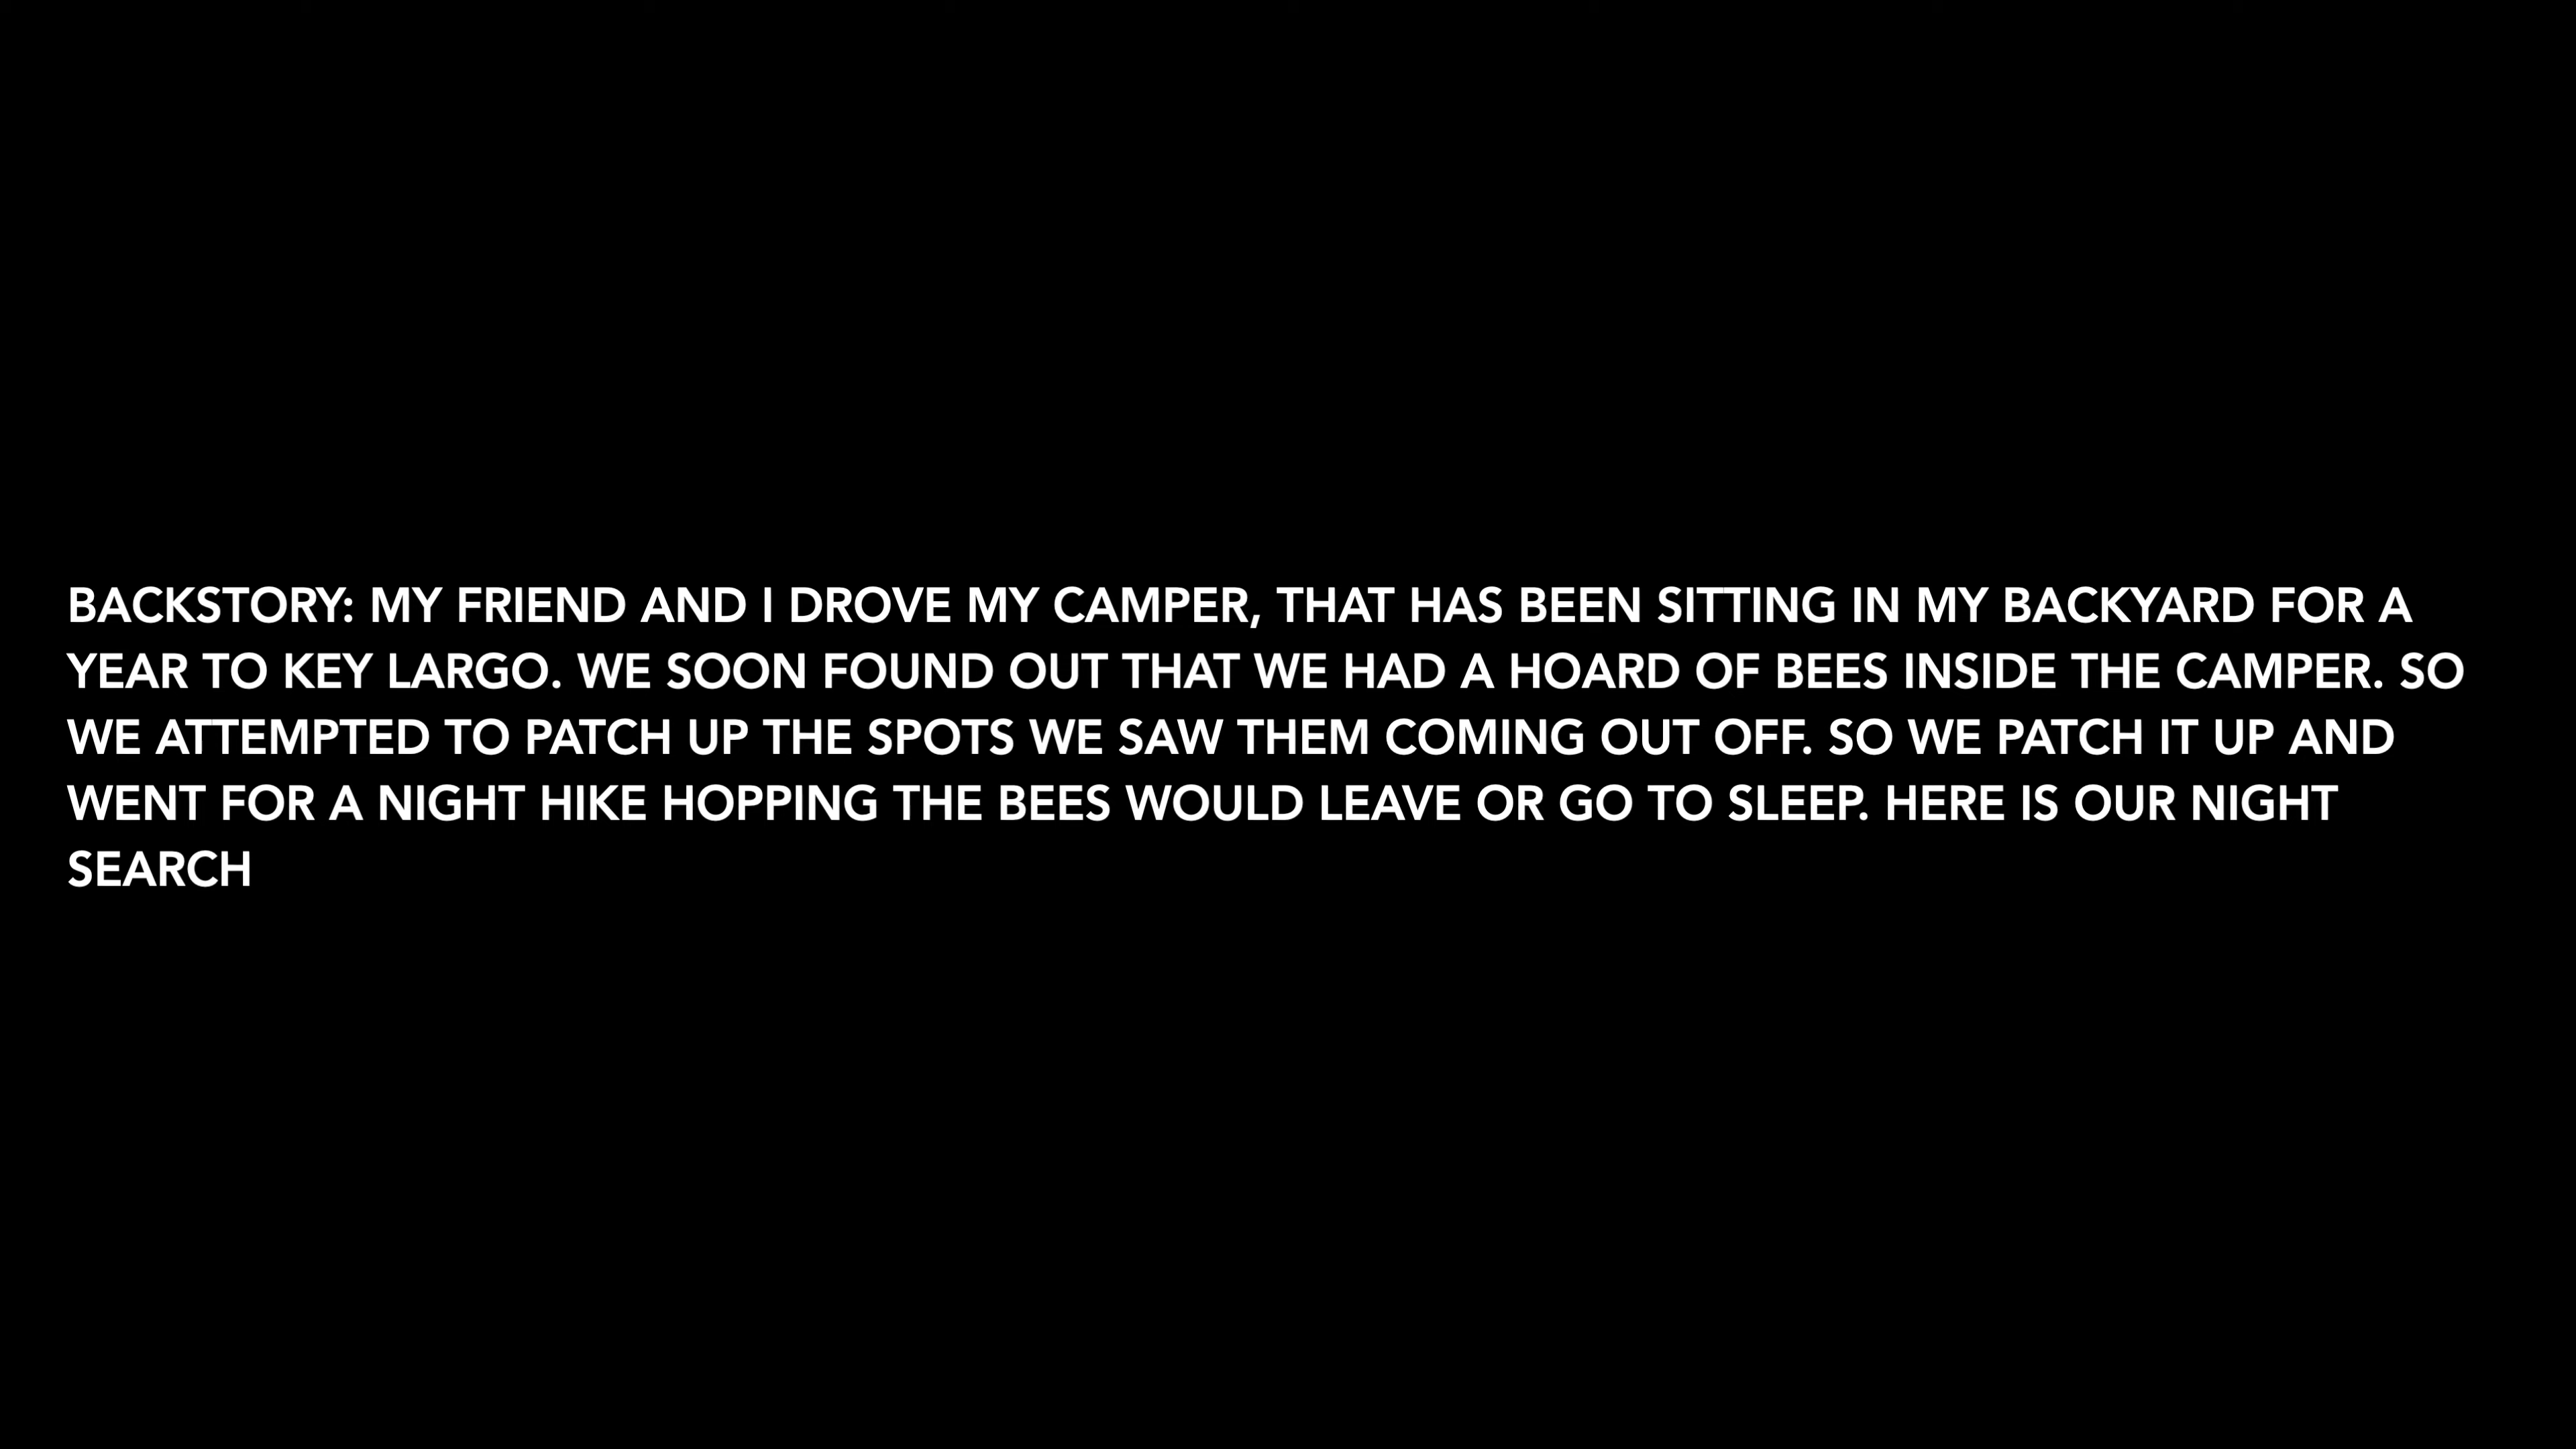 BACKSTORY: MY FRIEND AND I DROVE MY CAMPER, THAT HAS BEEN SITTING IN MY BACKYARD FOR A
YEAR TO KEY LARGO. WE SOON FOUND OUT THAT WE HAD A HOARD OF BEES INSIDE THE CAMPER. SO
WE ATTEMPTED TO PATCH UP THE SPOTS WE SAW THEM COMING OUT OFF. SO WE PATCH IT UP AND
WENT FOR A NIGHT HIKE HOPPING THE BEES WOULD LEAVE OR GO TO SLEEP. HERE IS OUR NIGHT
SEARCH